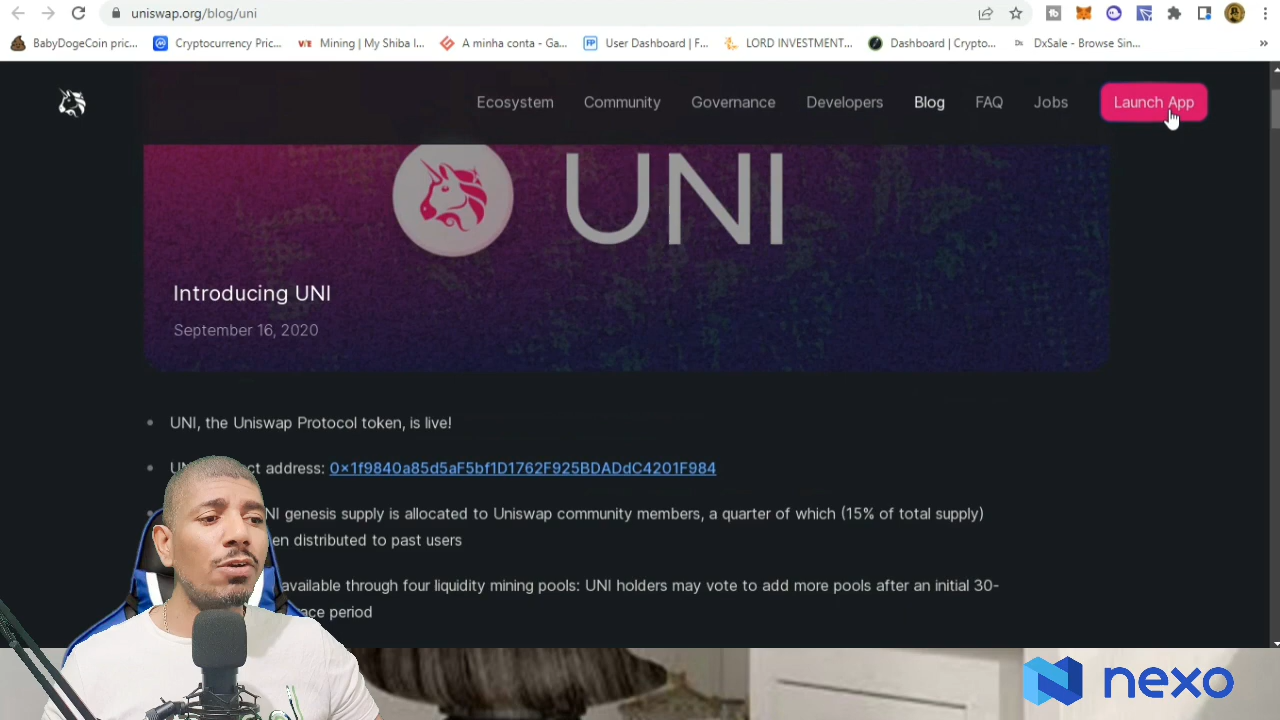 uniswap.org/blog/uni
BabyDogeCoin pric...
Cryptocurrency Pric...
Mining | My Shiba I...
A minha conta - Ga...
User Dashboard | F...
LORD INVESTMENT...
Dashboard | Crypto...
DxSale - Browse Sin...
»
Ecosystem
Community
Governance
Developers
Blog
FAQ
Jobs
Launch App
UNI
Introducing UNI
September 16, 2020
UNI, the Uniswap Protocol token, is live!
address: 0x1f9840a85d5aF5bf1D1762F925BDADdC4201F984
genesis supply is allocated to Uniswap community members, a quarter of which (15% of total supply)
distributed to past users
available through four liquidity mining pools: UNI holders may vote to add more pools after an initial 30-
period
nexo